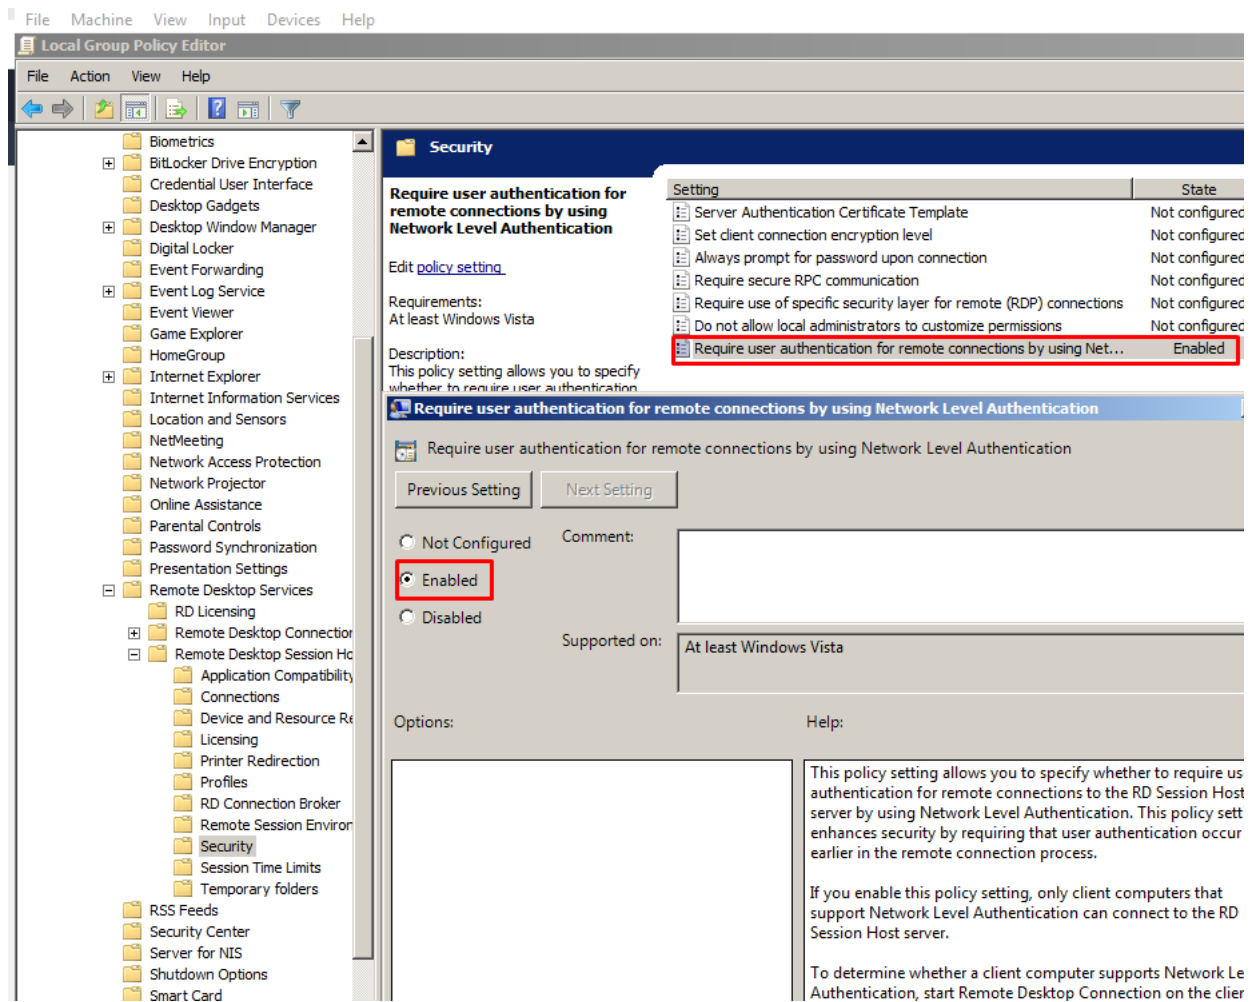 File Machine View Input Devices Help
Local Group Policy Editor
File Action View Help
Biometrics
BitLocker Drive Encryption
Credential User Interface
Desktop Gadgets
Desktop Window Manager
Digital Locker
Event Forwarding
Event Log Service
Event Viewer
Game Explorer
HomeGroup
Internet Explorer
Internet Information Services
Location and Sensors
NetMeeting
Network Access Protection
Network Projector
Online Assistance
Parental Controls
Password Synchronization
Presentation Settings
Remote Desktop Services
RD Licensing
Remote Desktop Connection
Remote Desktop Session Ho
Application Compatibility
Connections
Device and Resource Re
Licensing
Printer Redirection
Profiles
RD Connection Broker
Remote Session Environ
Security
Session Time Limits
Temporary folders
RSS Feeds
Security Center
Server for NIS
Shutdown Options
Smart Card
Security
Require user authentication for
remote connections by using
Network Level Authentication
Edit policy setting
Requirements:
At least Windows Vista
Description:
This policy setting allows you to specify
whether to require user authentication
Setting State
Server Authentication Certificate Template Not configured
Set client connection encryption level Not configured
Always prompt for password upon connection Not configured
Require secure RPC communication Not configured
Require use of specific security layer for remote (RDP) connections Not configured
Do not allow local administrators to customize permissions Not configured
Require user authentication for remote connections by using Net... Enabled
Require user authentication for remote connections by using Network Level Authentication
Require user authentication for remote connections by using Network Level Authentication
Previous Setting Next Setting
Not Configured
Enabled
Disabled
Comment:
Supported on: At least Windows Vista
Options:
Help:
This policy setting allows you to specify whether to require us
authentication for remote connections to the RD Session Host
server by using Network Level Authentication. This policy sett
enhances security by requiring that user authentication occur
earlier in the remote connection process.
If you enable this policy setting, only client computers that
support Network Level Authentication can connect to the RD
Session Host server.
To determine whether a client computer supports Network Le
Authentication, start Remote Desktop Connection on the clien